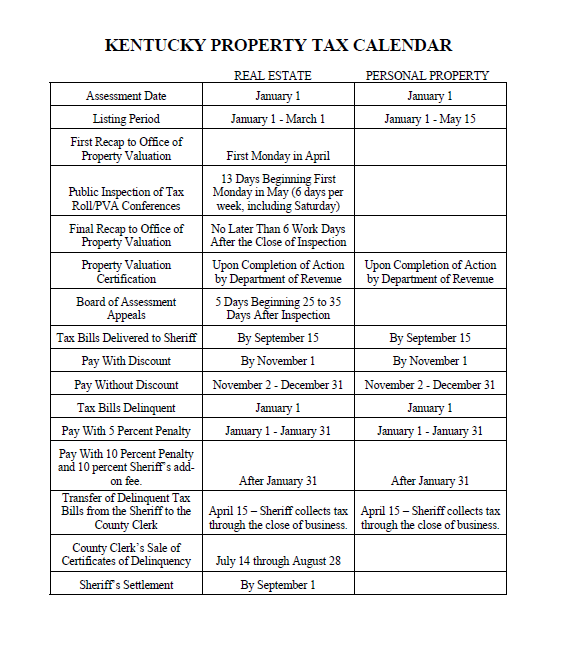 KENTUCKY PROPERTY TAX CALENDAR
REAL ESTATE PERSONAL PROPERTY
Assessment Date January 1 January 1
Listing Period January 1 - March 1 January 1 - May 15
First Recap to Office of
Property Valuation First Monday in April
Public Inspection of Tax
Roll/PVA Conferences
13 Days Beginning First
Monday in May (6 days per
week, including Saturday)
Final Recap to Office of
Property Valuation
No Later Than 6 Work Days
After the Close of Inspection
Property Valuation
Certification
Upon Completion of Action
by Department of Revenue
Upon Completion of Action
by Department of Revenue
Board of Assessment
Appeals
5 Days Beginning 25 to 35
Days After Inspection
Tax Bills Delivered to Sheriff By September 15 By September 15
Pay With Discount By November 1 By November 1
Pay Without Discount November 2 - December 31 November 2 - December 31
Tax Bills Delinquent January 1 January 1
Pay With 5 Percent Penalty January 1 - January 31 January 1 - January 31
Pay With 10 Percent Penalty
and 10 percent Sheriff's add-
on fee. After January 31 After January 31
Transfer of Delinquent Tax
Bills from the Sheriff to the
County Clerk
April 15 – Sheriff collects tax
through the close of business.
April 15 – Sheriff collects tax
through the close of business.
County Clerk's Sale of
Certificates of Delinquency July 14 through August 28
Sheriff's Settlement By September 1